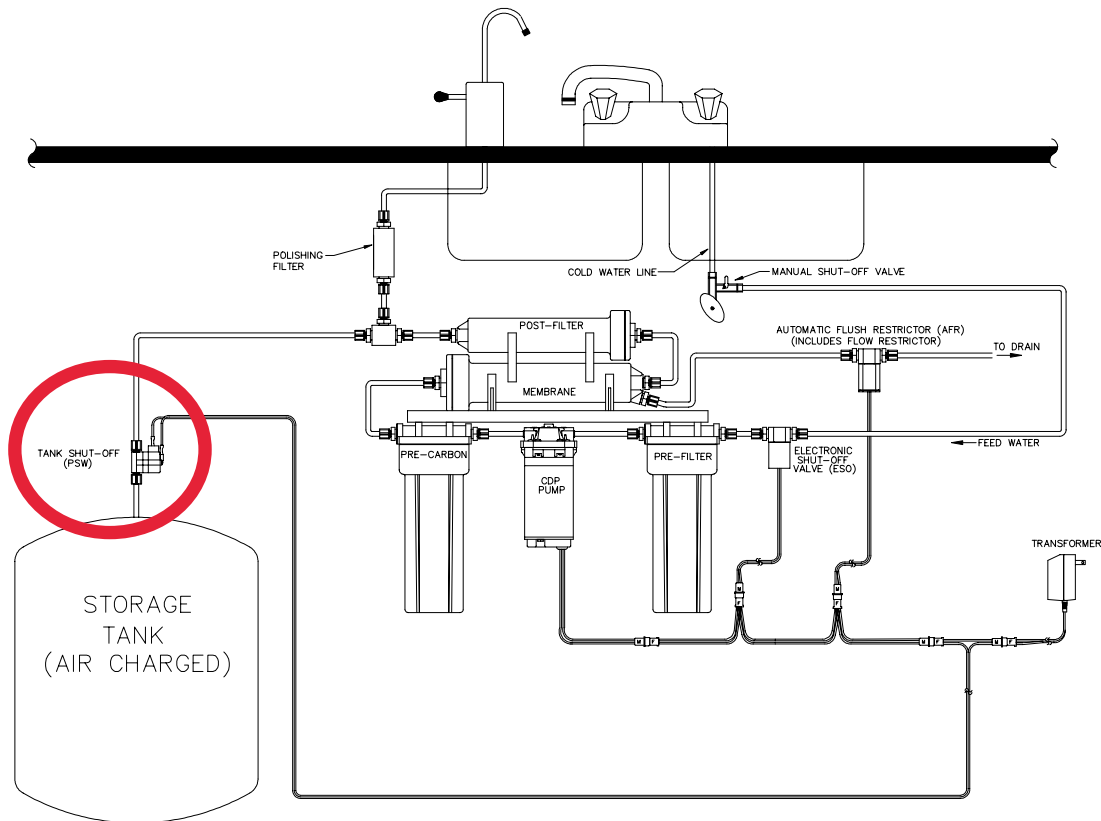 POLISHING
FILTER
COLD WATER LINE
MANUAL SHUT-OFF VALVE
POST-FILTER
AUTOMATIC FLUSH RESTRICTOR (AFR)
(INCLUDES FLOW RESTRICTOR)
TO DRAIN
MEMBRANE
TANK SHUT-OFF
(PSW)
PRE-CARBON
CDP
PUMP
PRE-FILTER
ELECTRONIC
SHUT-OFF
VALVE (ESO)
FEED WATER
TRANSFORMER
STORAGE
TANK
(AIR CHARGED)
M
F
M
F
M F
M F
M F